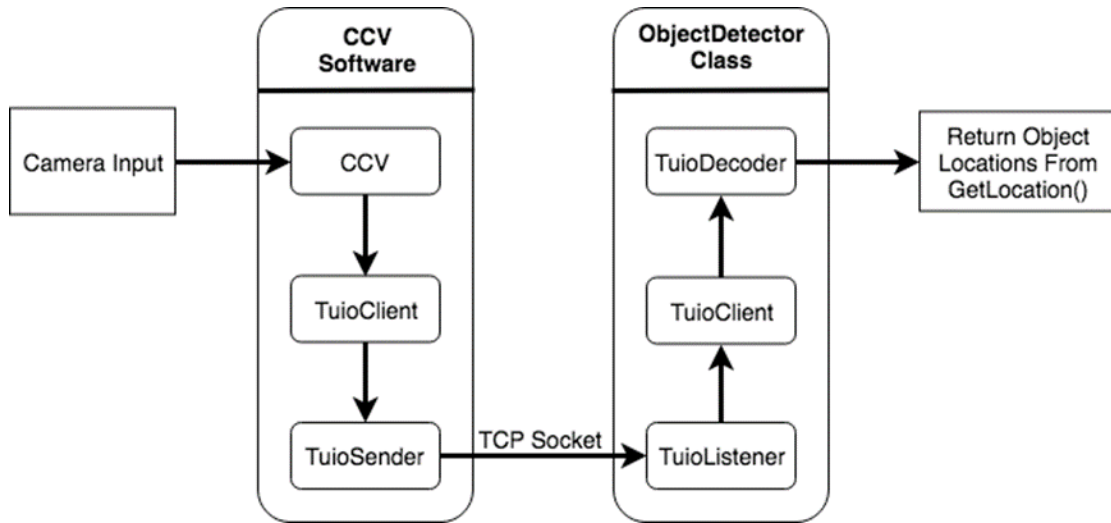 CCV
Software
ObjectDetector
Class
Camera Input
CCV
TuioDecoder
Return Object
Locations From
GetLocation()
TuioClient
TuioClient
TuioSender
TCP Socket
TuioListener